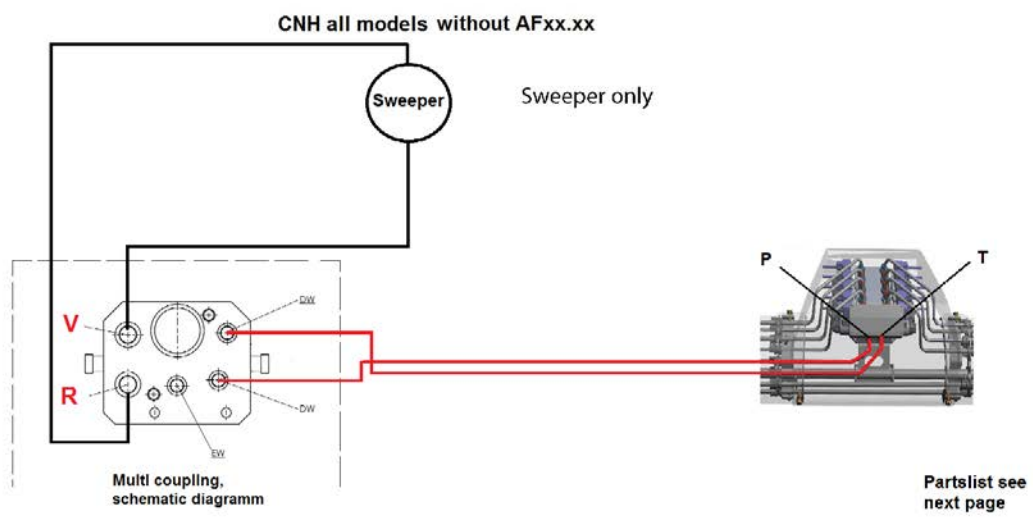 CNH all models without AFxx.xx
Sweeper
Sweeper only
P
T
DW
V
R
DW
EW
Multi coupling,
schematic diagramm
Partslist see
next page